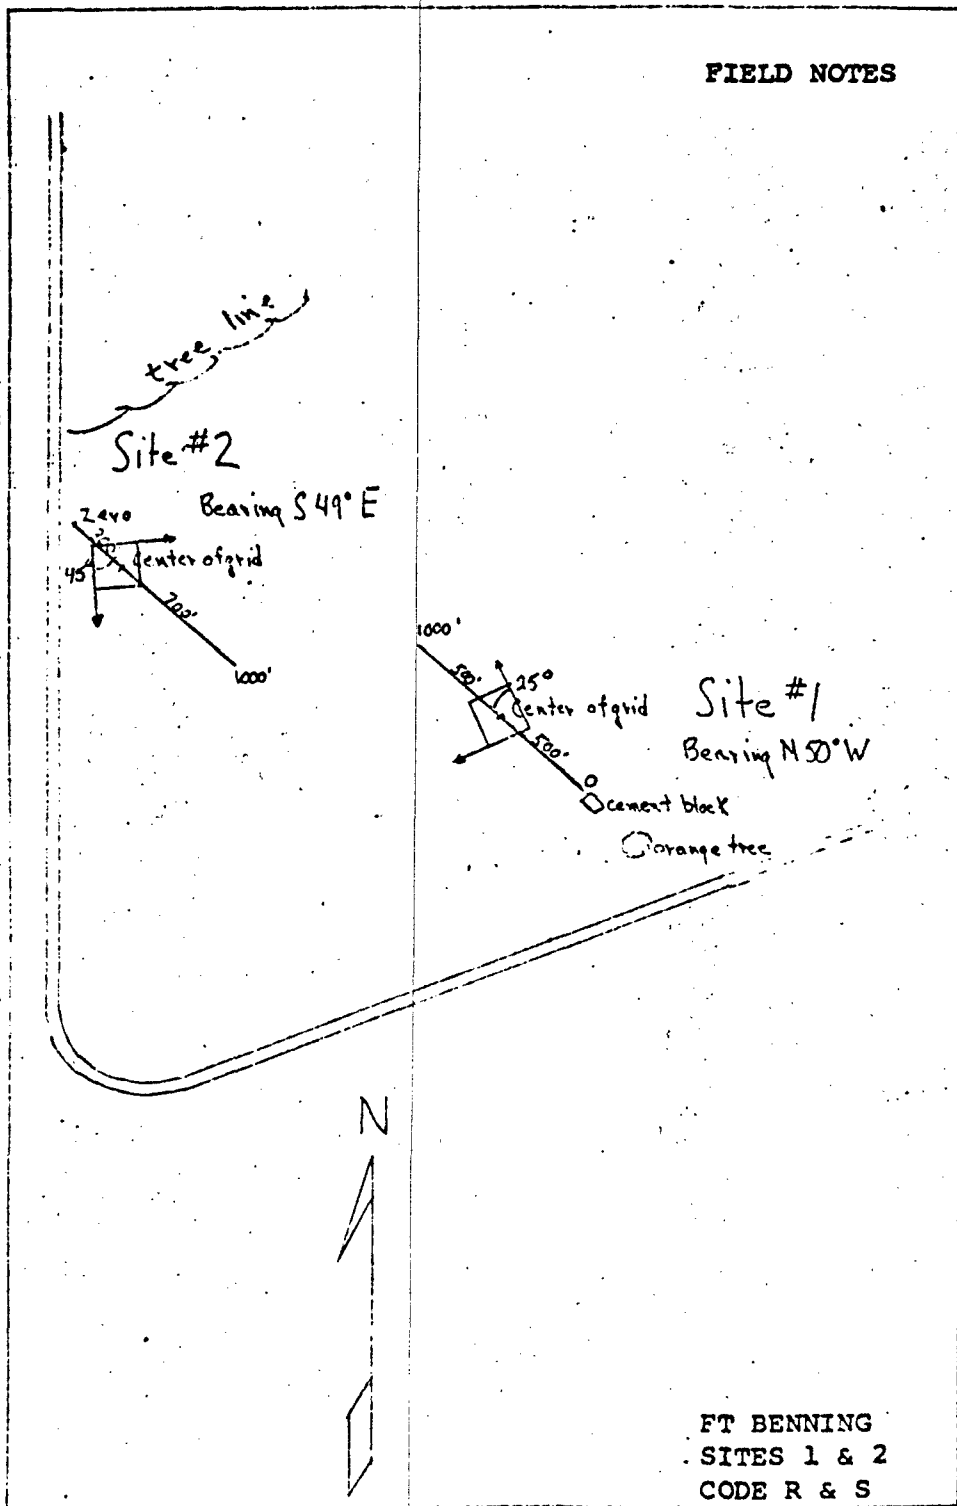 FIELD NOTES
tree line
Site #2
Bearing S 49° E
Zero
Center of grid
45
700'
1000'
1000'
500'
25°
Center of grid
Site #1
Bearing N 50° W
500'
0
cement block
orange tree
N
FT BENNING
SITES 1 & 2
CODE R & S